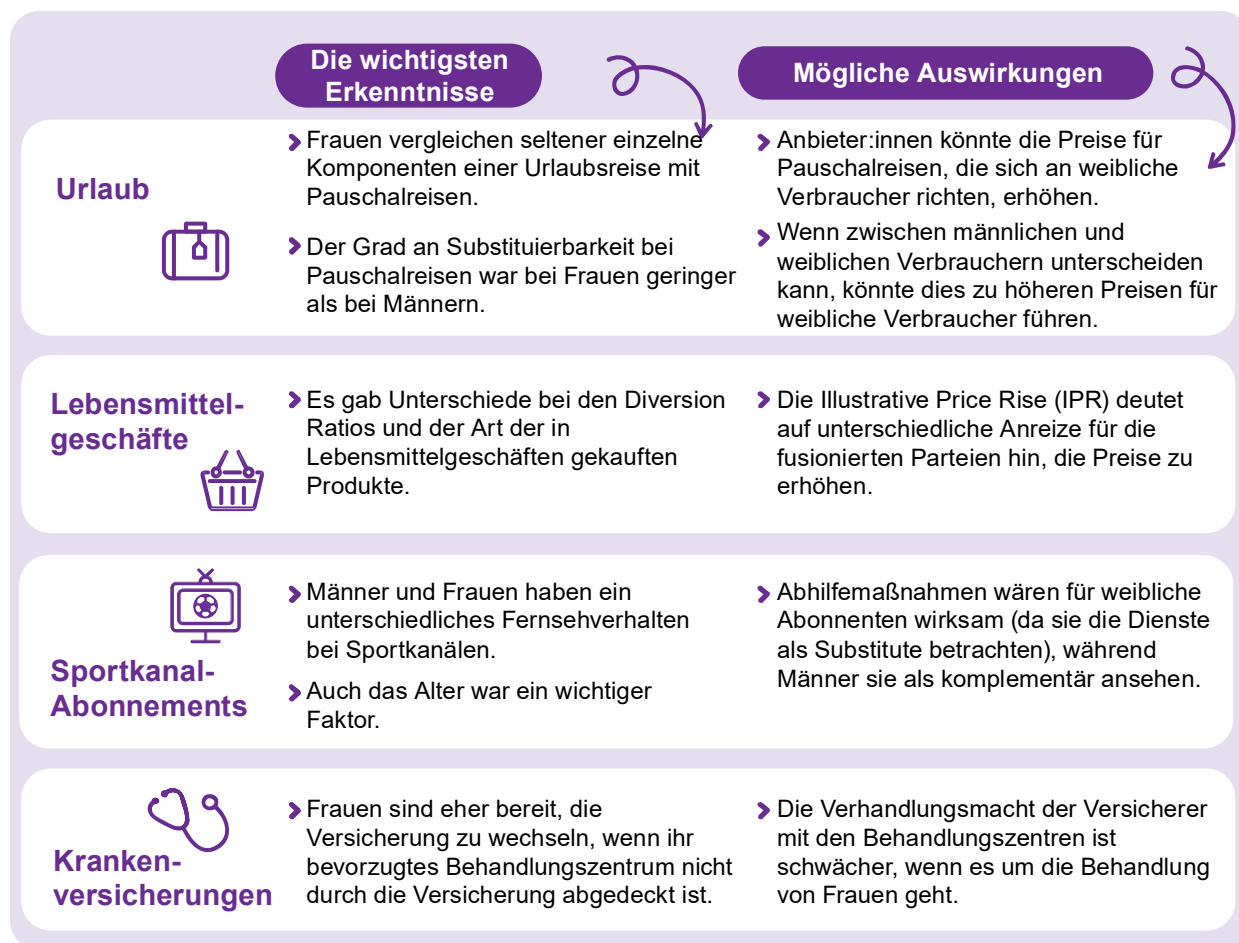 Die wichtigsten
Erkenntnisse
Mögliche Auswirkungen
Urlaub
Frauen vergleichen seltener einzelne
Komponenten einer Urlaubsreise mit
Pauschalreisen.
Der Grad an Substituierbarkeit bei
Pauschalreisen war bei Frauen geringer
als bei Männern.
Anbieter:innen könnte die Preise für
Pauschalreisen, die sich an weibliche
Verbraucher richten, erhöhen.
Wenn zwischen männlichen und
weiblichen Verbrauchern unterscheiden
kann, könnte dies zu höheren Preisen für
weibliche Verbraucher führen.
Lebensmittel-
geschäfte
Es gab Unterschiede bei den Diversion
Ratios und der Art der in
Lebensmittelgeschäften gekauften
Produkte.
Die Illustrative Price Rise (IPR) deutet
auf unterschiedliche Anreize für die
fusionierten Parteien hin, die Preise zu
erhöhen.
Sportkanal-
Abonnements
Männer und Frauen haben ein
unterschiedliches Fernsehverhalten
bei Sportkanälen.
Auch das Alter war ein wichtiger
Faktor.
Abhilfemaßnahmen wären für weibliche
Abonnenten wirksam (da sie die Dienste
als Substitute betrachten), während
Männer sie als komplementär ansehen.
Kranken-
versicherungen
Frauen sind eher bereit, die
Versicherung zu wechseln, wenn ihr
bevorzugtes Behandlungszentrum nicht
durch die Versicherung abgedeckt ist.
Die Verhandlungsmacht der Versicherer
mit den Behandlungszentren ist
schwächer, wenn es um die Behandlung
von Frauen geht.